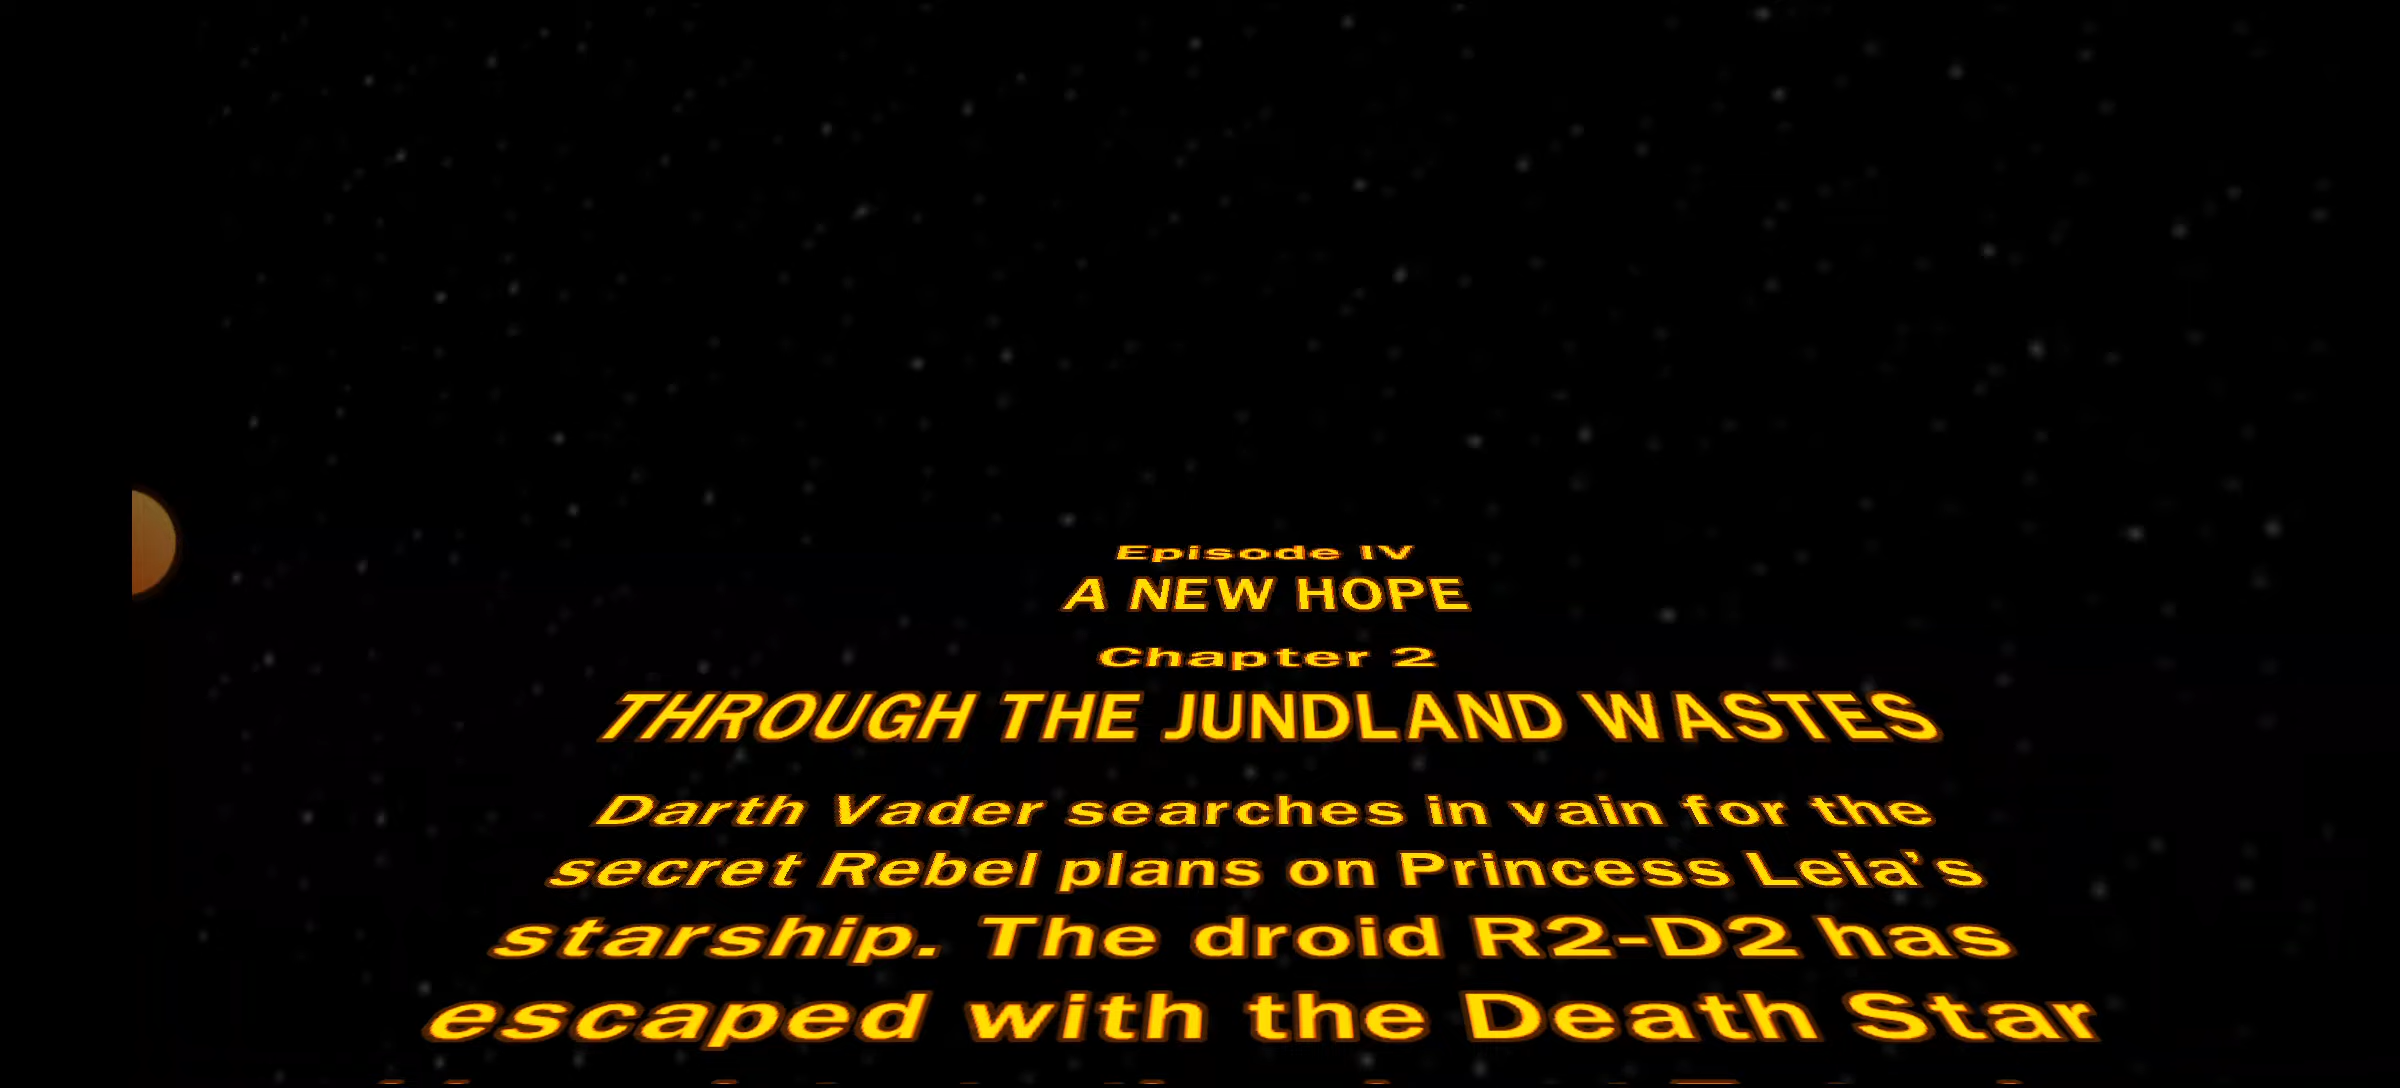 Episode IV
A NEW HOPE
Chapter 2
THROUGH THE JUNDLAND WASTES
Darth Vader searches in vain for the
secret Rebel plans on Princess Leia’s
starship. The droid R2-D2 has
escaped with the Death Star